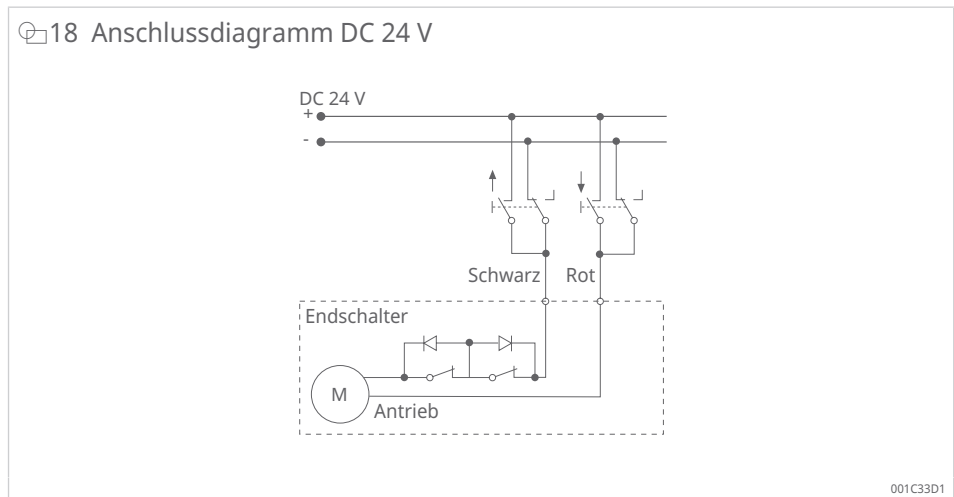 18 Anschlussdiagramm DC 24 V
DC 24 V
+
-
Schwarz Rot
Endschalter
M
Antrieb
001C33D1